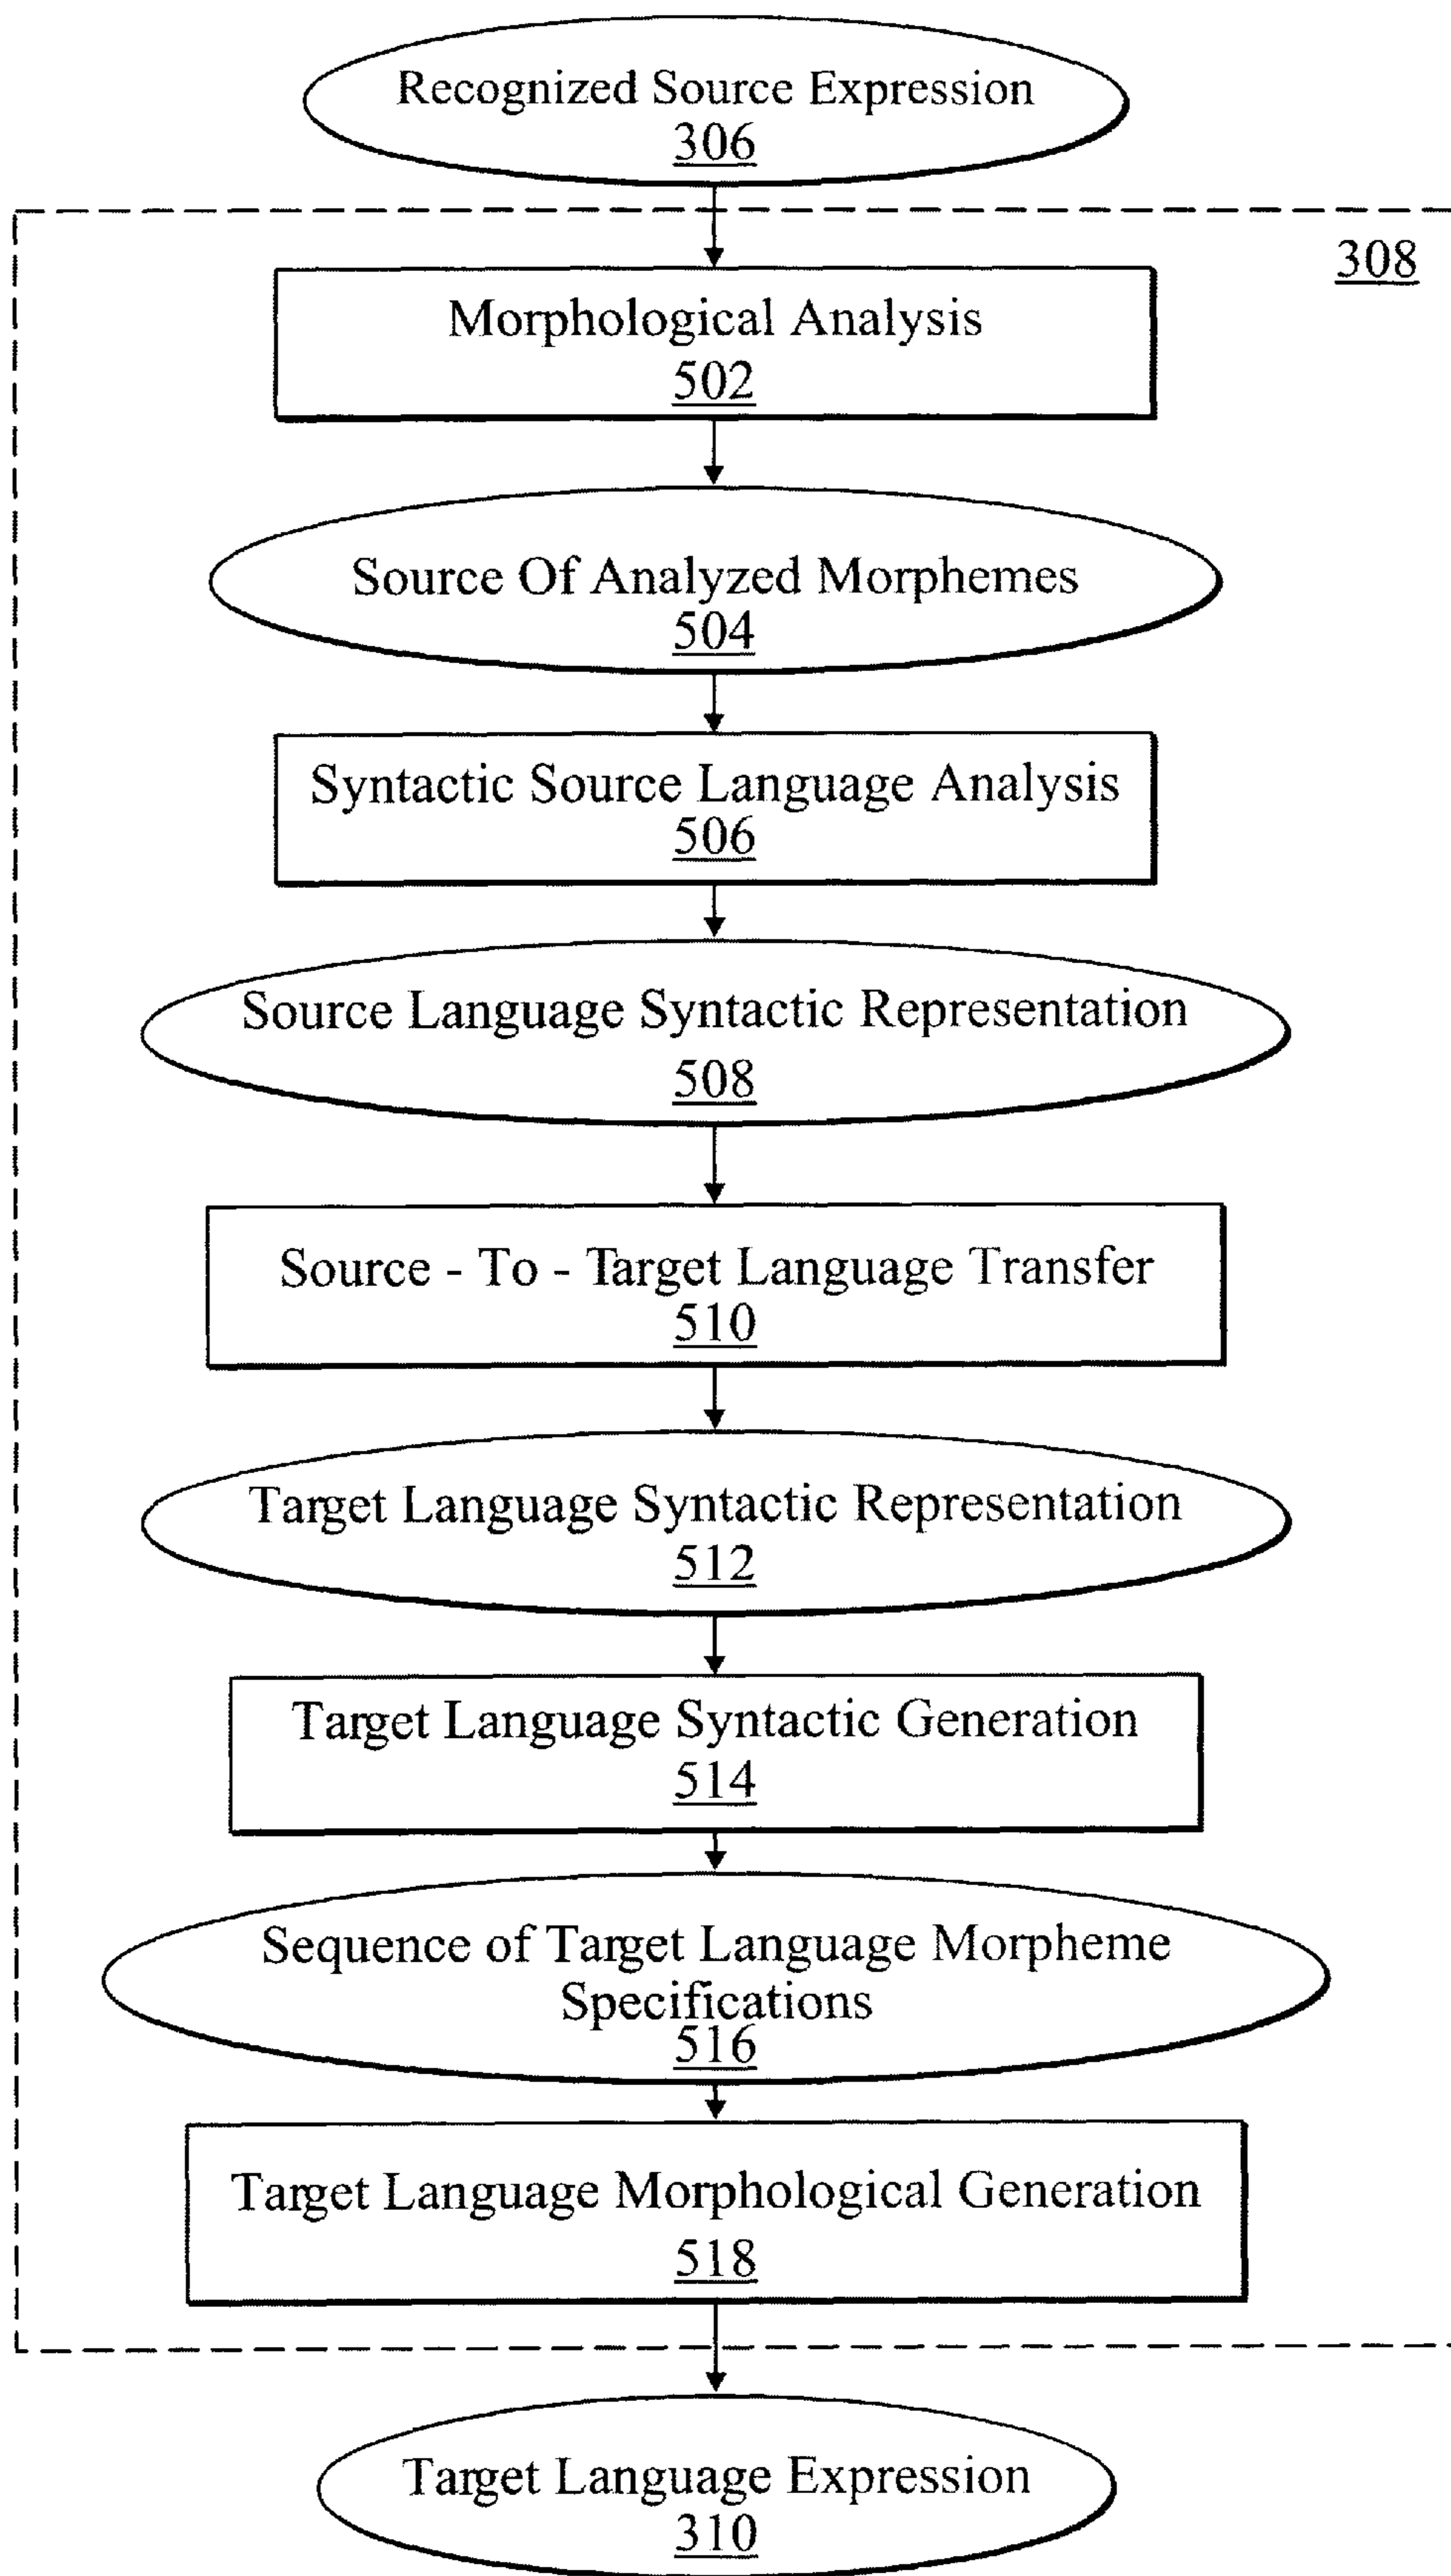 Recognized Source Expression
306
308
Morphological Analysis
502
Source Of Analyzed Morphemes
504
Syntactic Source Language Analysis
506
Source Language Syntactic Representation
508
Source - To - Target Language Transfer
510
Target Language Syntactic Representation
512
Target Language Syntactic Generation
514
Sequence of Target Language Morpheme
Specifications
516
Target Language Morphological Generation
518
Target Language Expression
310